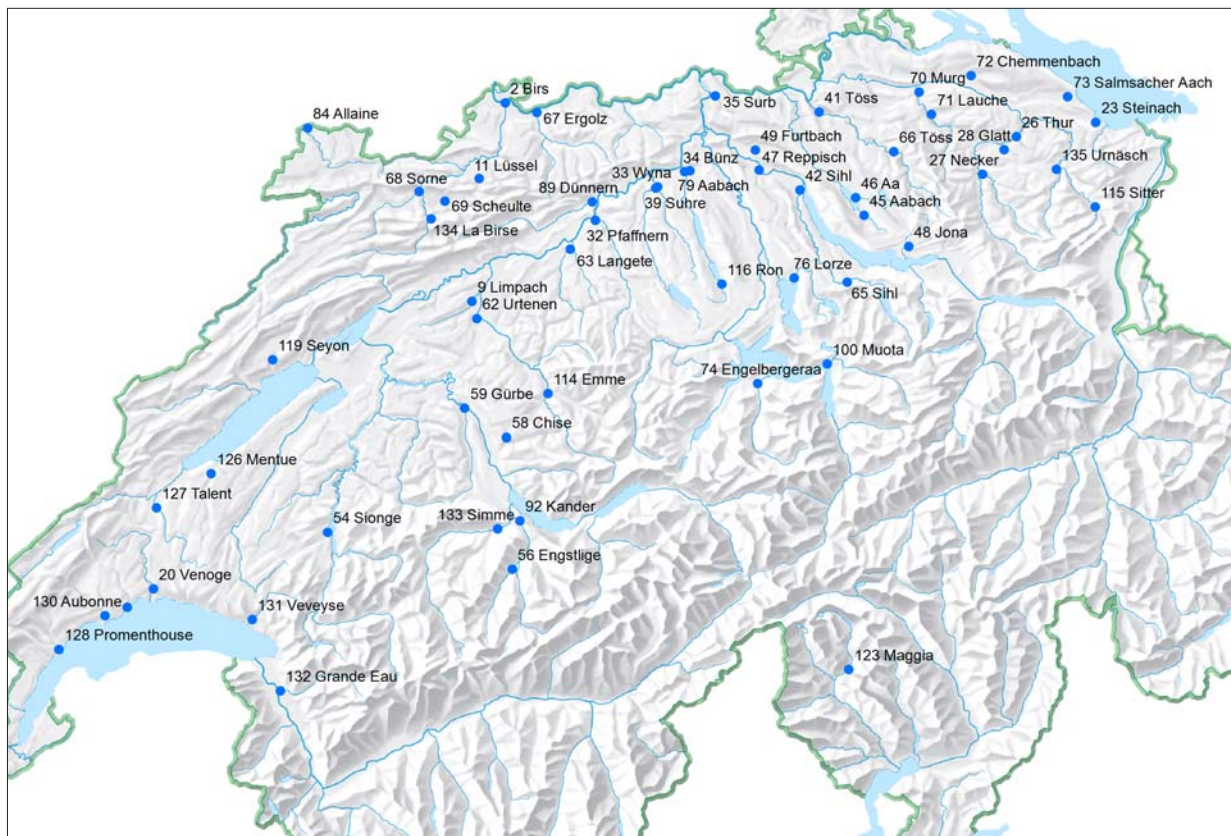 72 Chemmenbach
70 Murg
73 Salmsacher Aach
2 Birs
35 Surb
41 Töss
71 Lauche
84 Allaine
67 Ergolz
26 Thur
23 Steinach
49 Furtbach
66 Töss
28 Glatt
11 Lüssel
34 Bünz
47 Reppisch
27 Necker
135 Urnäsch
68 Sorne
33 Wyna
79 Aabach
42 Sihl
89 Dünnern
46 Aa
115 Sitter
69 Scheulte
39 Suhre
45 Aabach
134 La Birse
32 Pfaffnern
48 Jona
63 Langete
116 Ron
76 Lorze
65 Sihl
9 Limpach
62 Urtenen
119 Seyon
100 Muota
74 Engelbergeraa
114 Emme
59 Gürbe
58 Chise
126 Mentue
127 Talent
133 Simme
92 Kander
54 Sionge
56 Engstlige
20 Venoge
130 Aubonne
131 Veveyse
128 Promenthouse
123 Maggia
132 Grande Eau